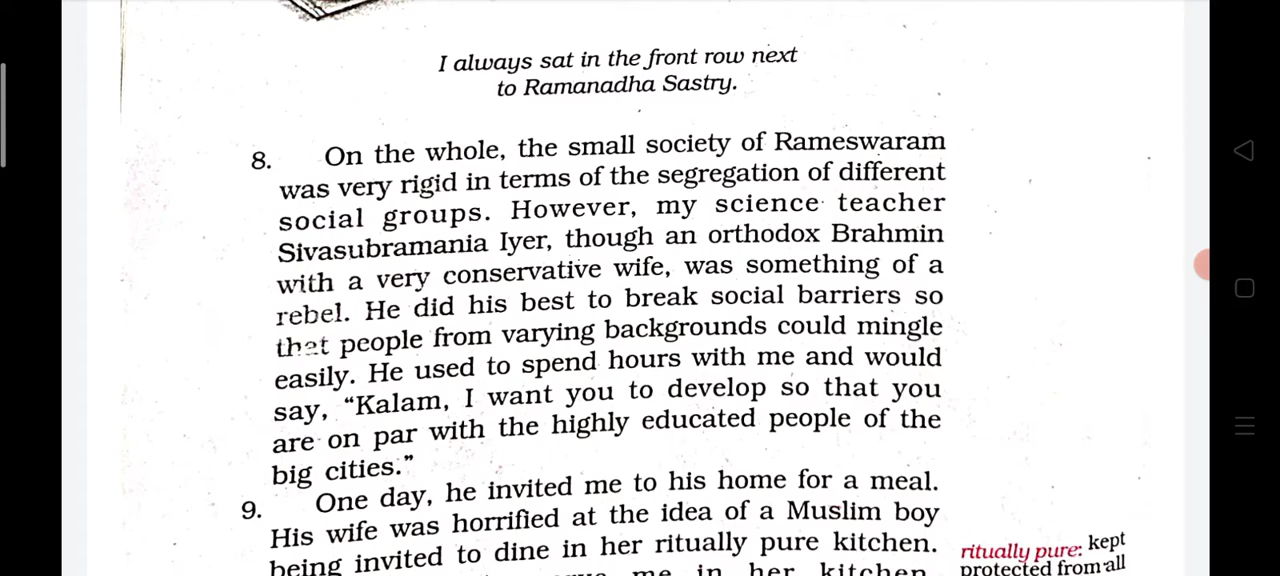 I always sat in the front row next
to Ramanadha Sastry.
8. On the whole, the small society of Rameswaram
was very rigid in terms of the segregation of different
social groups. However, my science teacher
Sivasubramania Iyer, though an orthodox Brahmin
with a very conservative wife, was something of a
rebel. He did his best to break social barriers so
that people from varying backgrounds could mingle
easily. He used to spend hours with me and would
say, “Kalam, I want you to develop so that you
are on par with the highly educated people of the
big cities.”
9. One day, he invited me to his home for a meal.
His wife was horrified at the idea of a Muslim boy
being invited to dine in her ritually pure kitchen.
ritually pure: kept
protected from all
me in her kitchen